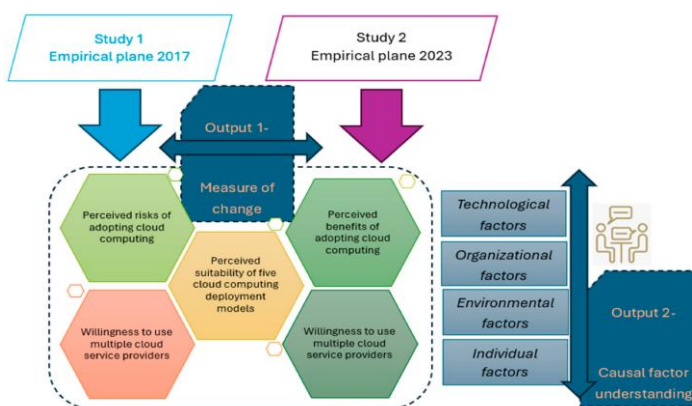 Study 1
Empirical plane 2017
Study 2
Empirical plane 2023
Output 1-
Measure of
change
Perceived risks of
adopting cloud
computing
Perceived
benefits of
adopting cloud
computing
Perceived
suitability of five
cloud computing
deployment
models
Willingness to use
multiple cloud
service providers
Willingness to use
multiple cloud
service providers
Technological
factors
Organizational
factors
Environmental
factors
Individual
factors
Output 2-
Causal factor
understanding